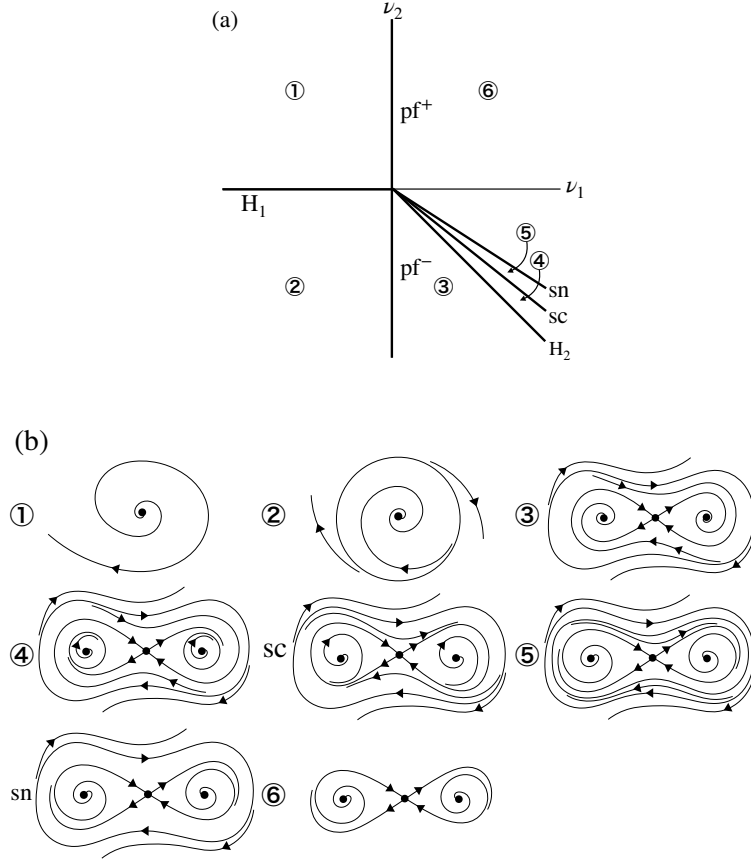 (a)
ν₂
① ⑥
pf⁺
ν₁
H₁
⑤
② pf⁻ ③ ④
sn
sc
H₂
(b)
① ② ③
④ sc ⑤
sn ⑥